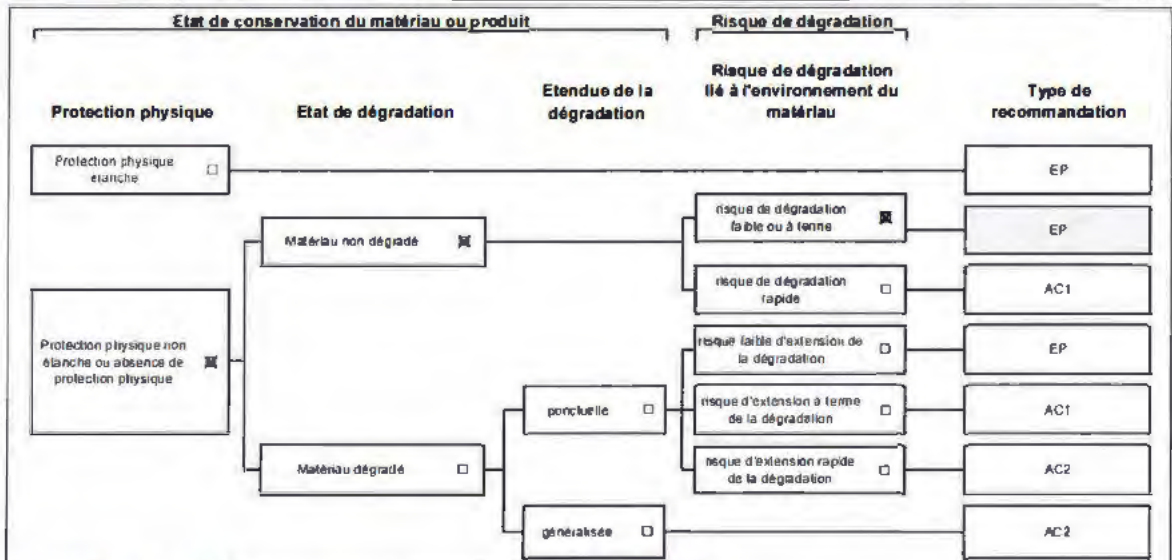 Etat de conservation du matériau ou produit
Risque de dégradation
Protection physique
Etat de dégradation
Etendue de la
dégradation
Risque de dégradation
lié à l'environnement du
matériau
Type de
recommandation
Protection physique
étanche
EP
Matériau non dégradé
risque de dégradation
faible ou à terme
EP
risque de dégradation
rapide
AC1
Protection physique non
étanche ou absence de
protection physique
risque faible d'extension de
la dégradation
EP
ponctuelle
risque d'extension à terme
de la dégradation
AC1
Matériau dégradé
risque d'extension rapide
de la dégradation
AC2
généralisée
AC2